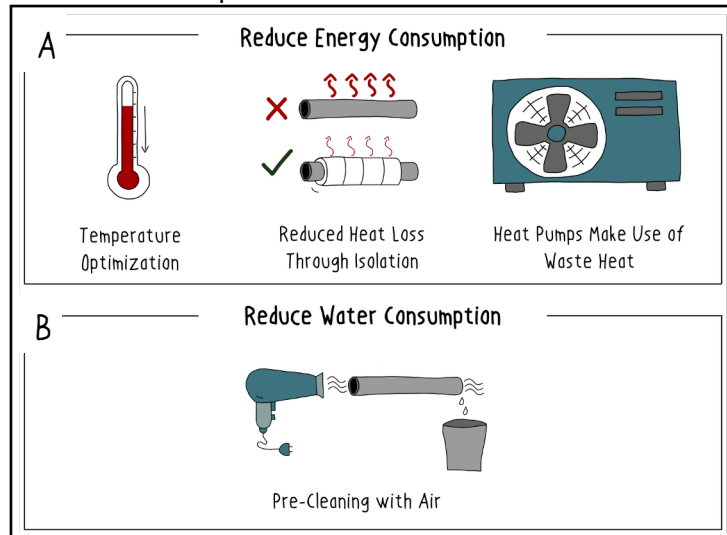 A
Reduce Energy Consumption
Temperature
Optimization
Reduced Heat Loss
Through Isolation
Heat Pumps Make Use of
Waste Heat
B
Reduce Water Consumption
Pre-Cleaning with Air